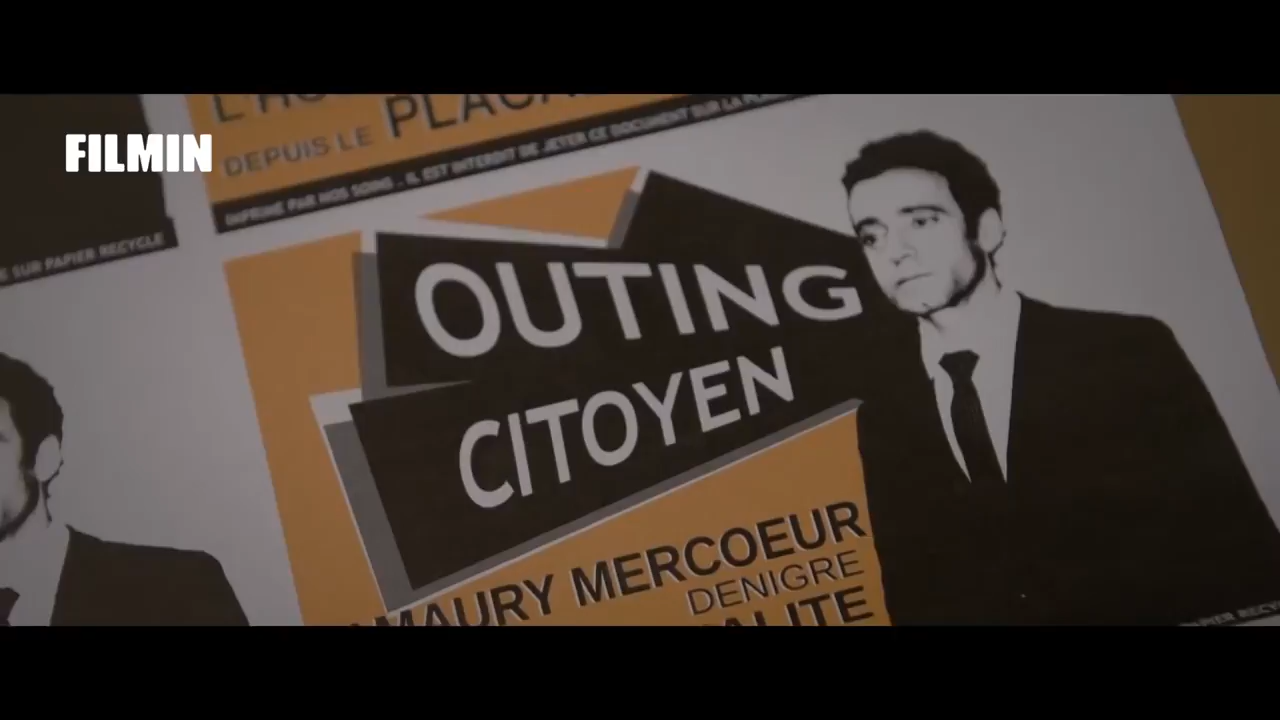 FILMIN
DEPUIS LE
IMPRIME PAR NOS SOINS . IL EST INTERDIT DE JETER CE DOCUMENT SUR LA
SUR PAPIER RECYCLE
OUTING
CITOYEN
MAURY MERCOEUR
DENIGRE